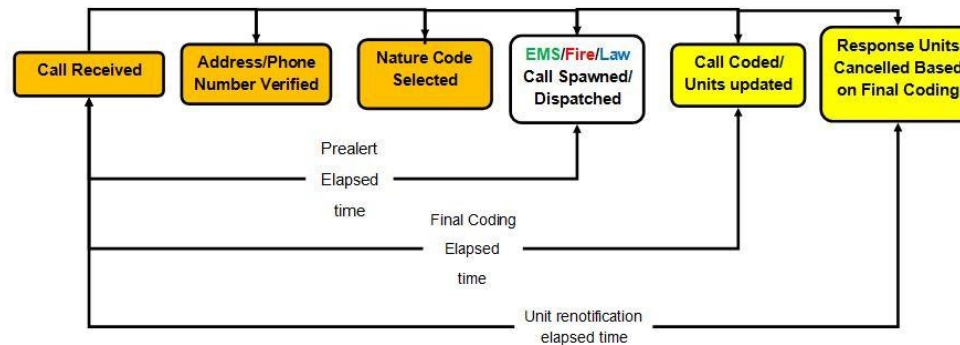 Call Received
Address/Phone
Number Verified
Nature Code
Selected
EMS/Fire/Law
Call Spawned/
Dispatched
Call Coded/
Units updated
Response Units
Cancelled Based
on Final Coding
Prealert
Elapsed
time
Final Coding
Elapsed
time
Unit renotification
elapsed time